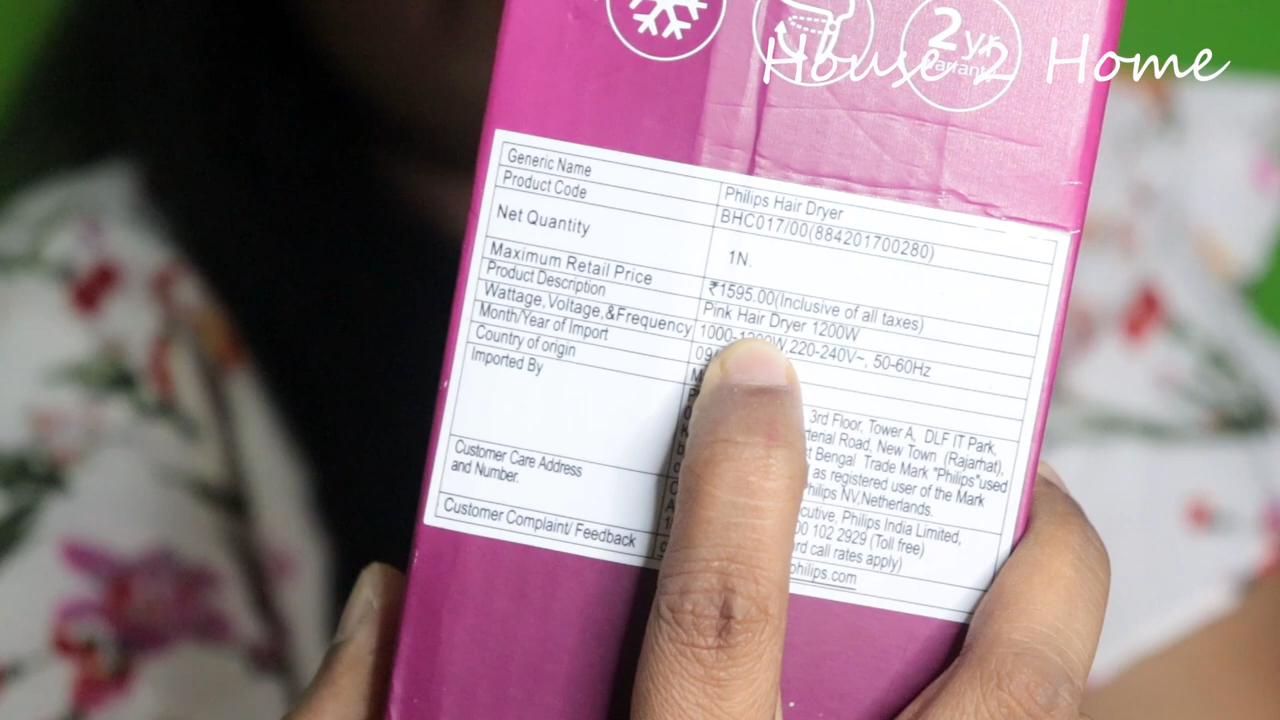 2 yr
warranty
House 2 Home
Generic Name
Philips Hair Dryer
Product Code
BHC017/00(884201700280)
Net Quantity
1N.
Maximum Retail Price
₹1595.00(Inclusive of all taxes)
Product Description
Pink Hair Dryer 1200W
Wattage,Voltage,&Frequency
1000-1200W,220-240V~, 50-60Hz
Month/Year of Import
Country of origin
Imported By
3rd Floor, Tower A, DLF IT Park,
Road, New Town (Rajarhat),
Bengal Trade Mark "Philips"used
as registered user of the Mark
Philips NV,Netherlands.
Customer Care Address
and Number.
Philips India Limited,
102 2929 (Toll free)
call rates apply)
Customer Complaint/ Feedback
philips.com